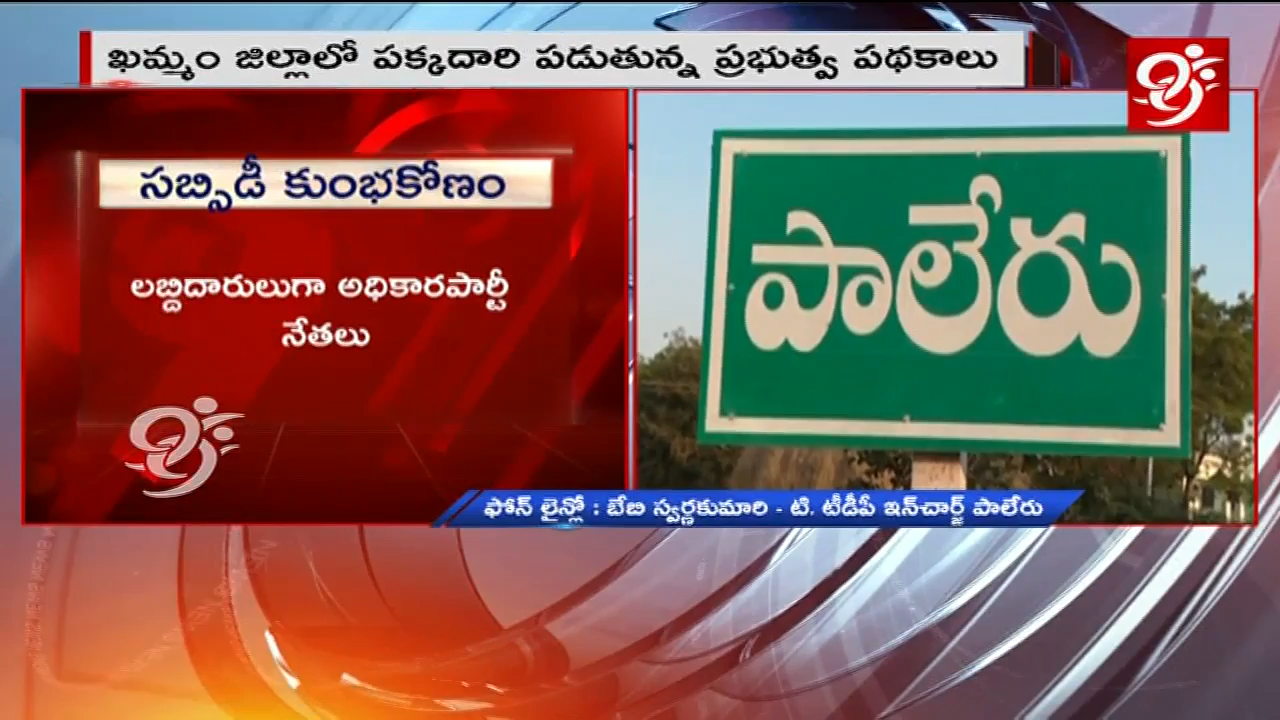 ఖమ్మం జిల్లాలో పక్కదారి పడుతున్న ప్రభుత్వ పథకాలు
సబ్సిడీ కుంభకోణం
లబ్దిదారులుగా అధికారపార్టీ
నేతలు
పాలేరు
ఫోన్ లైన్లో : బేబి స్వర్ణకుమారి - టి. టీడీపీ ఇన్‌చార్జ్ పాలేరు